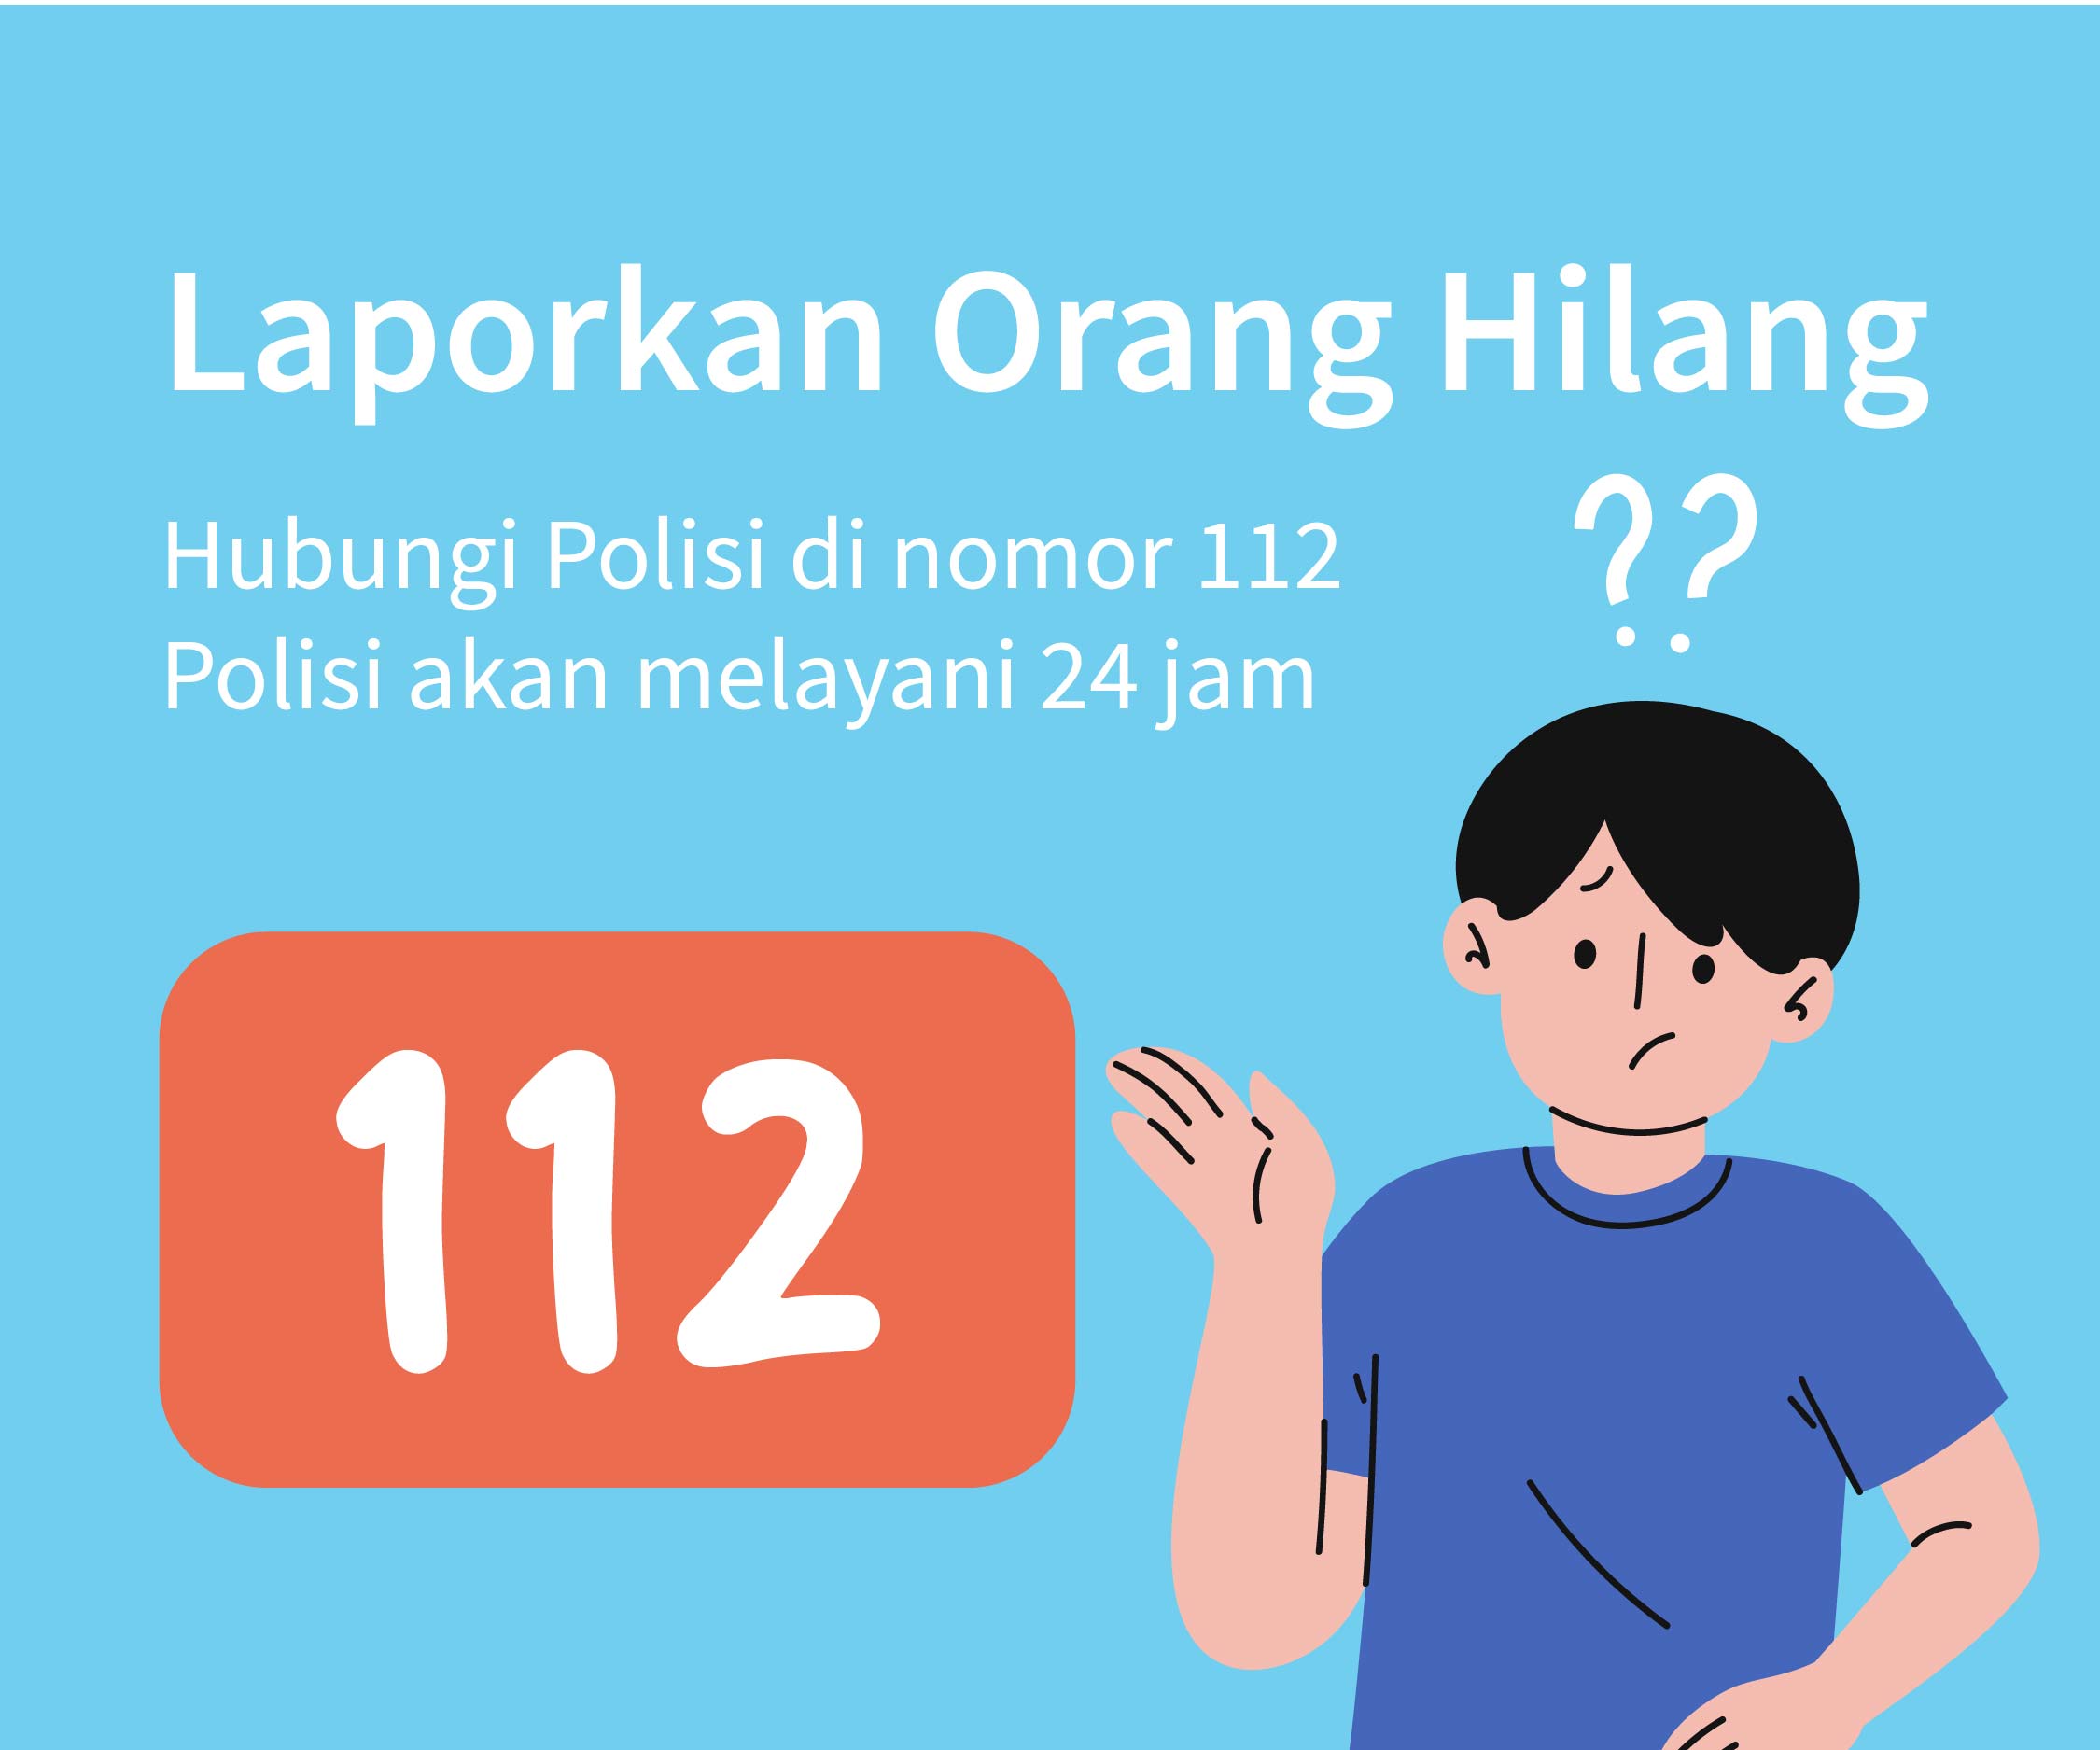 Laporkan Orang Hilang
??
Hubungi Polisi di nomor 112
Polisi akan melayani 24 jam
112